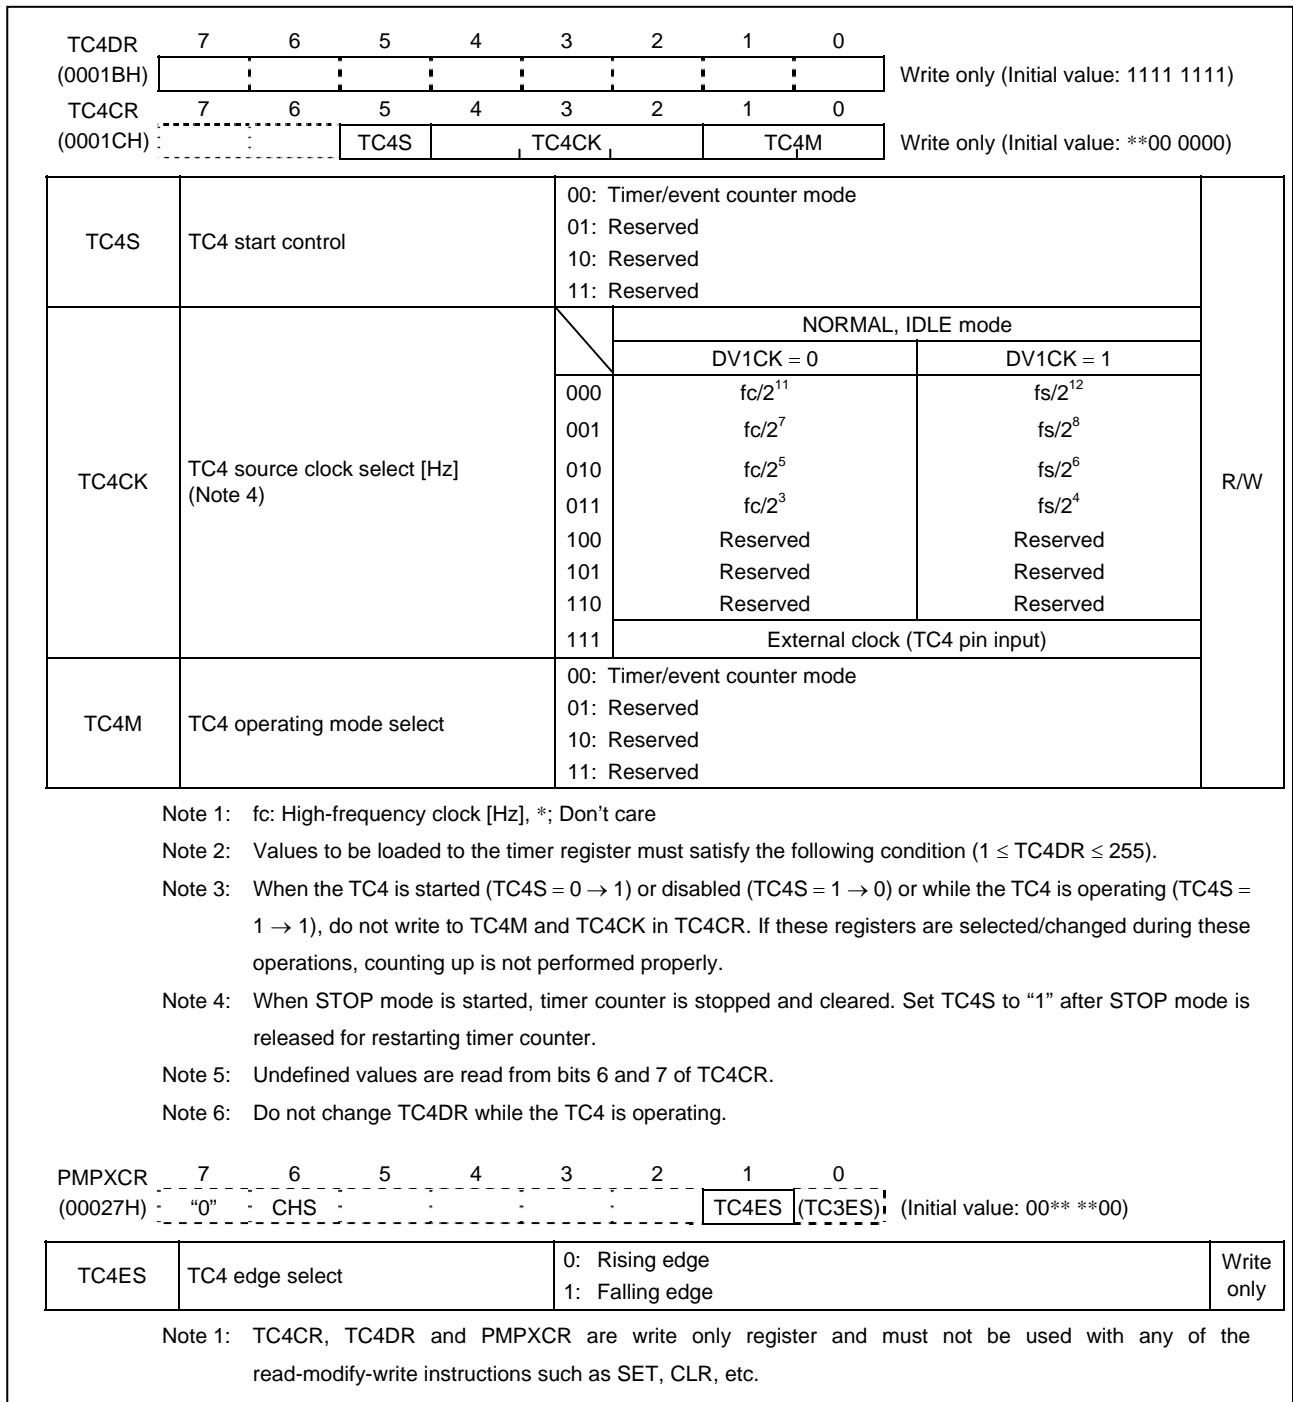 TC4DR 7 6 5 4 3 2 1 0
(0001BH) Write only (Initial value: 1111 1111)
TC4CR 7 6 5 4 3 2 1 0
(0001CH) TC4S TC4CK TC4M Write only (Initial value: **00 0000)
TC4S TC4 start control
00: Timer/event counter mode
01: Reserved
10: Reserved
11: Reserved
NORMAL, IDLE mode
DV1CK = 0 DV1CK = 1
TC4CK TC4 source clock select [Hz]
(Note 4)
000 fc/2^11 fs/2^12
001 fc/2^7 fs/2^8
010 fc/2^5 fs/2^6
011 fc/2^3 fs/2^4
100 Reserved Reserved
101 Reserved Reserved
110 Reserved Reserved
111 External clock (TC4 pin input)
R/W
TC4M TC4 operating mode select
00: Timer/event counter mode
01: Reserved
10: Reserved
11: Reserved
Note 1: fc: High-frequency clock [Hz], *; Don’t care
Note 2: Values to be loaded to the timer register must satisfy the following condition (1 ≤ TC4DR ≤ 255).
Note 3: When the TC4 is started (TC4S = 0 → 1) or disabled (TC4S = 1 → 0) or while the TC4 is operating (TC4S =
1 → 1), do not write to TC4M and TC4CK in TC4CR. If these registers are selected/changed during these
operations, counting up is not performed properly.
Note 4: When STOP mode is started, timer counter is stopped and cleared. Set TC4S to “1” after STOP mode is
released for restarting timer counter.
Note 5: Undefined values are read from bits 6 and 7 of TC4CR.
Note 6: Do not change TC4DR while the TC4 is operating.
PMPXCR 7 6 5 4 3 2 1 0
(00027H) “0” CHS TC4ES (TC3ES) (Initial value: 00** **00)
TC4ES TC4 edge select
0: Rising edge
1: Falling edge
Write
only
Note 1: TC4CR, TC4DR and PMPXCR are write only register and must not be used with any of the
read-modify-write instructions such as SET, CLR, etc.